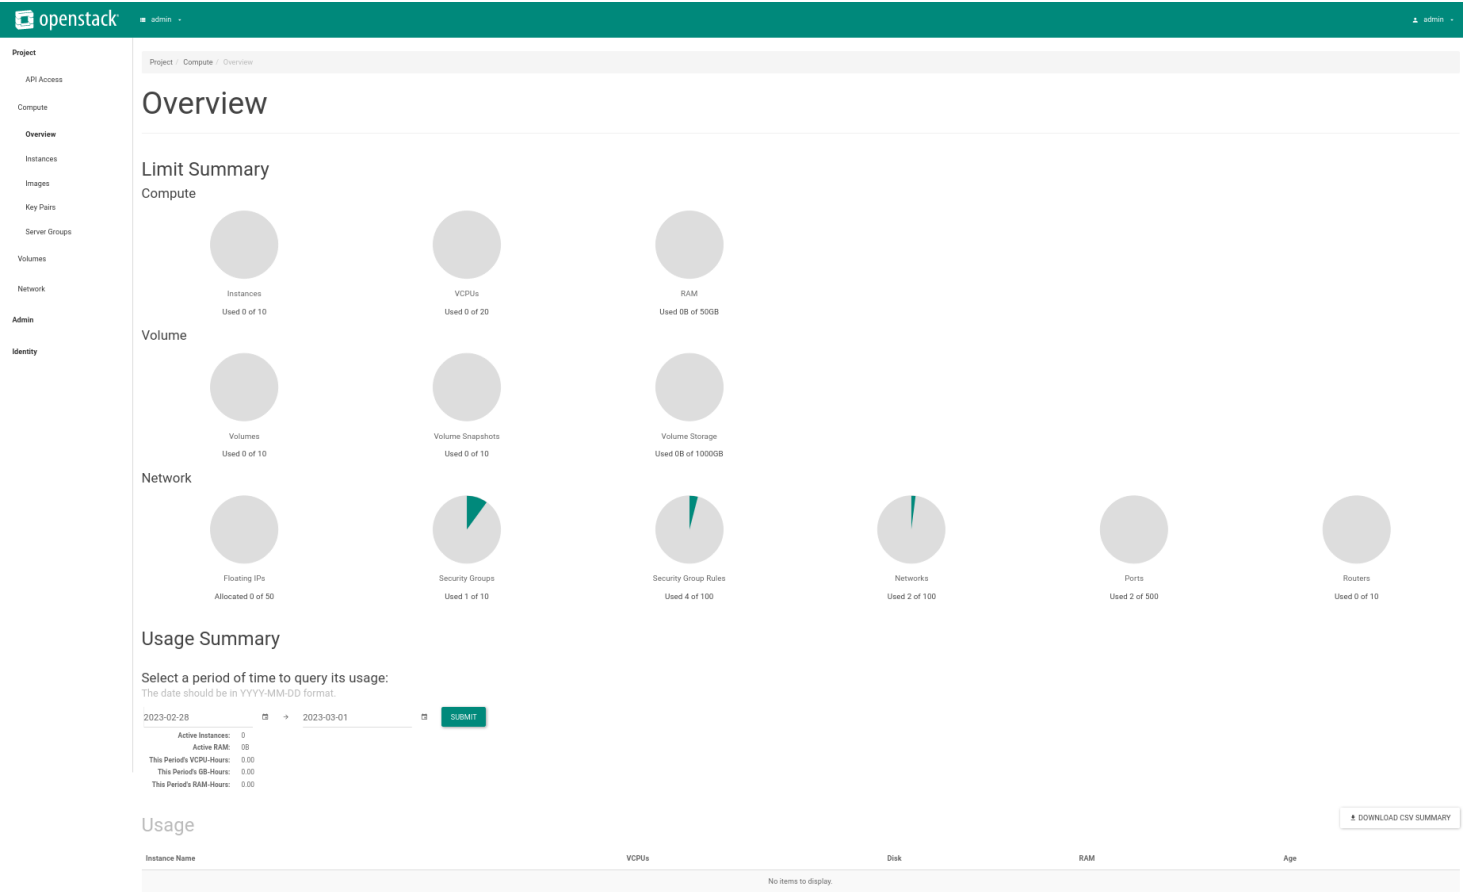 openstack. admin admin
Project
API Access
Compute
Overview
Instances
Images
Key Pairs
Server Groups
Volumes
Network
Admin
Identity
Project / Compute / Overview
Overview
Limit Summary
Compute
Instances VCPUs RAM
Used 0 of 10 Used 0 of 20 Used 0B of 50GB
Volume
Volumes Volume Snapshots Volume Storage
Used 0 of 10 Used 0 of 10 Used 0B of 1000GB
Network
Floating IPs Security Groups Security Group Rules Networks Ports Routers
Allocated 0 of 50 Used 1 of 10 Used 4 of 100 Used 2 of 100 Used 2 of 500 Used 0 of 10
Usage Summary
Select a period of time to query its usage:
The date should be in YYYY-MM-DD format.
2023-02-28 → 2023-03-01 SUBMIT
Active Instances: 0
Active RAM: 0B
This Period's VCPU-Hours: 0.00
This Period's GB-Hours: 0.00
This Period's RAM-Hours: 0.00
Usage
DOWNLOAD CSV SUMMARY
Instance Name VCPUs Disk RAM Age
No items to display.